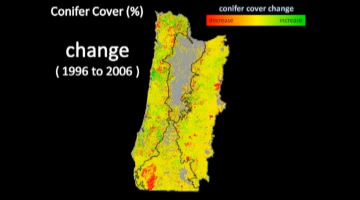 Conifer Cover (%)
change
( 1996 to 2006 )
conifer cover change
decrease
increase